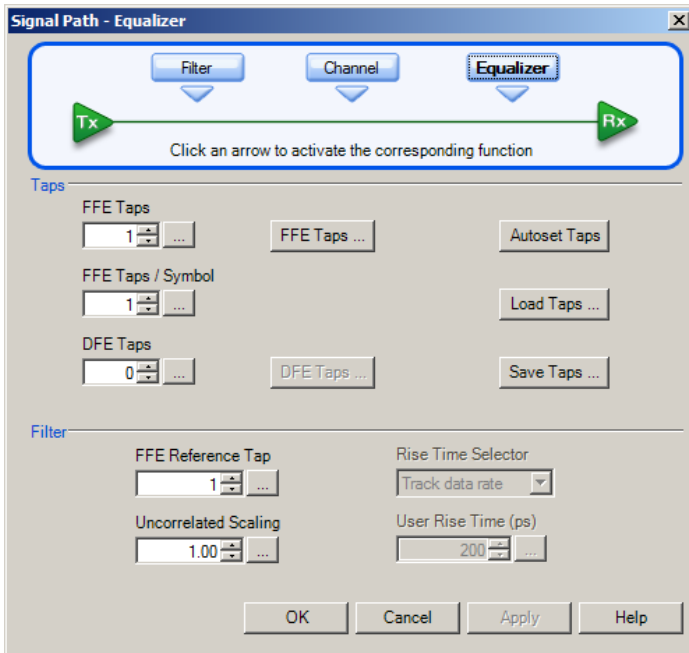 Signal Path - Equalizer
Filter
Channel
Equalizer
Tx
Rx
Click an arrow to activate the corresponding function
Taps
FFE Taps
1
...
FFE Taps ...
Autoset Taps
FFE Taps / Symbol
1
...
Load Taps ...
DFE Taps
0
...
DFE Taps ...
Save Taps ...
Filter
FFE Reference Tap
Rise Time Selector
1
...
Track data rate
Uncorrelated Scaling
User Rise Time (ps)
1.00
...
200
...
OK
Cancel
Apply
Help